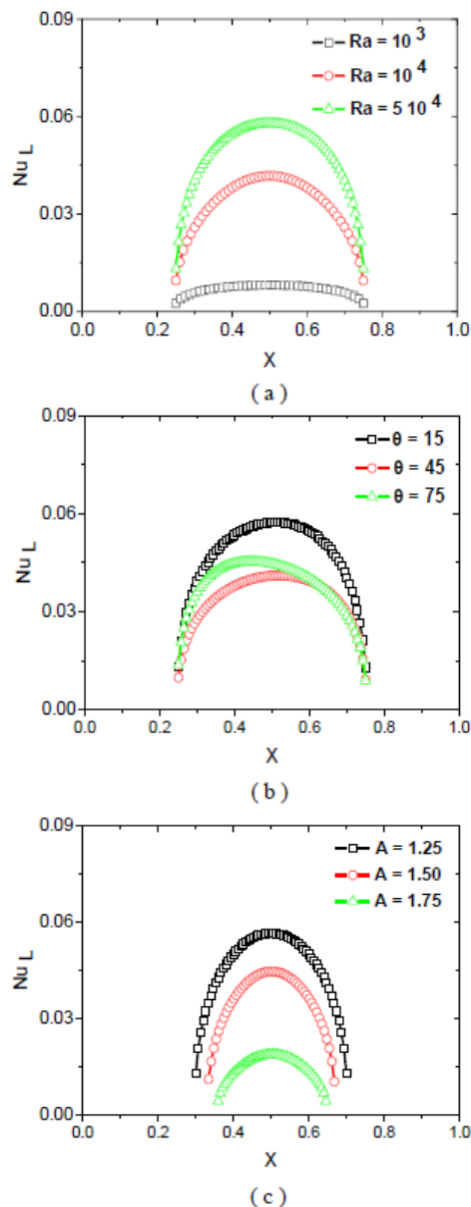 0.09
Ra = 10 3
Ra = 10 4
Ra = 5 10 4
0.06
0.03
0.00
Nu L
0.0 0.2 0.4 0.6 0.8 1.0
X
( a )
0.09
θ = 15
θ = 45
θ = 75
0.06
0.03
0.00
Nu L
0.0 0.2 0.4 0.6 0.8 1.0
X
( b )
0.09
A = 1.25
A = 1.50
A = 1.75
0.06
0.03
0.00
Nu L
0.0 0.2 0.4 0.6 0.8 1.0
X
( c )